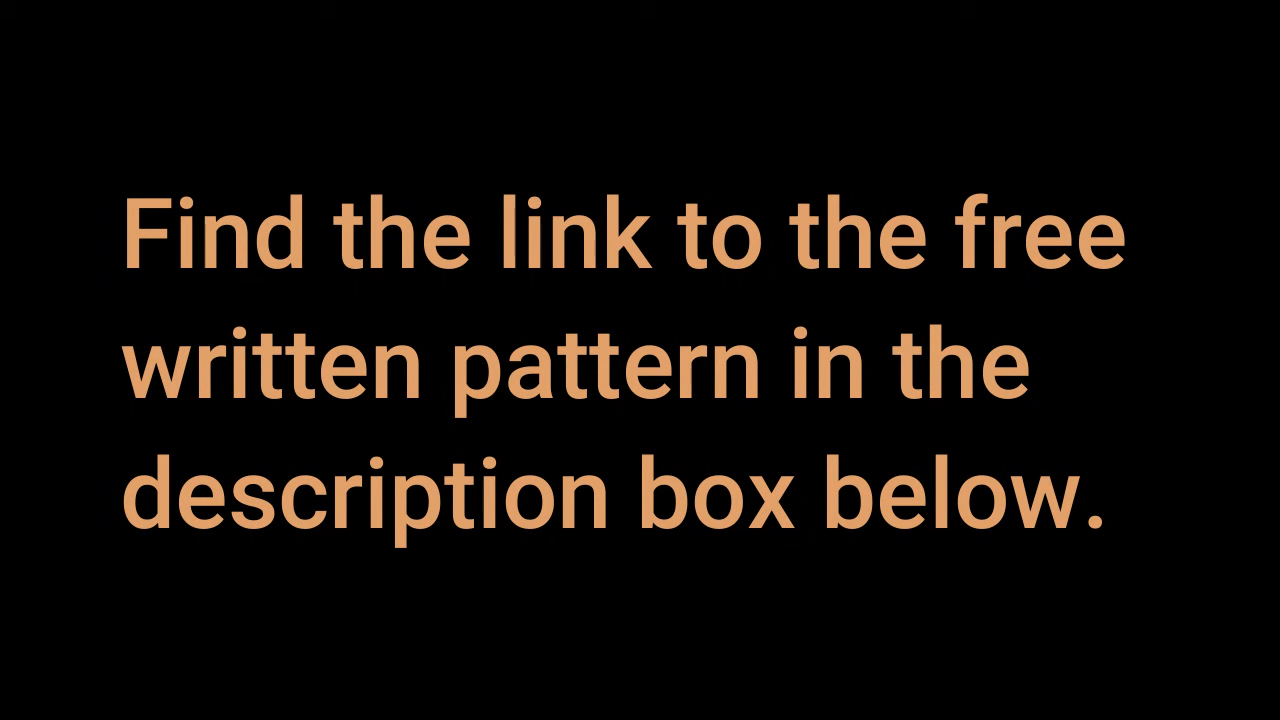 Find the link to the free
written pattern in the
description box below.